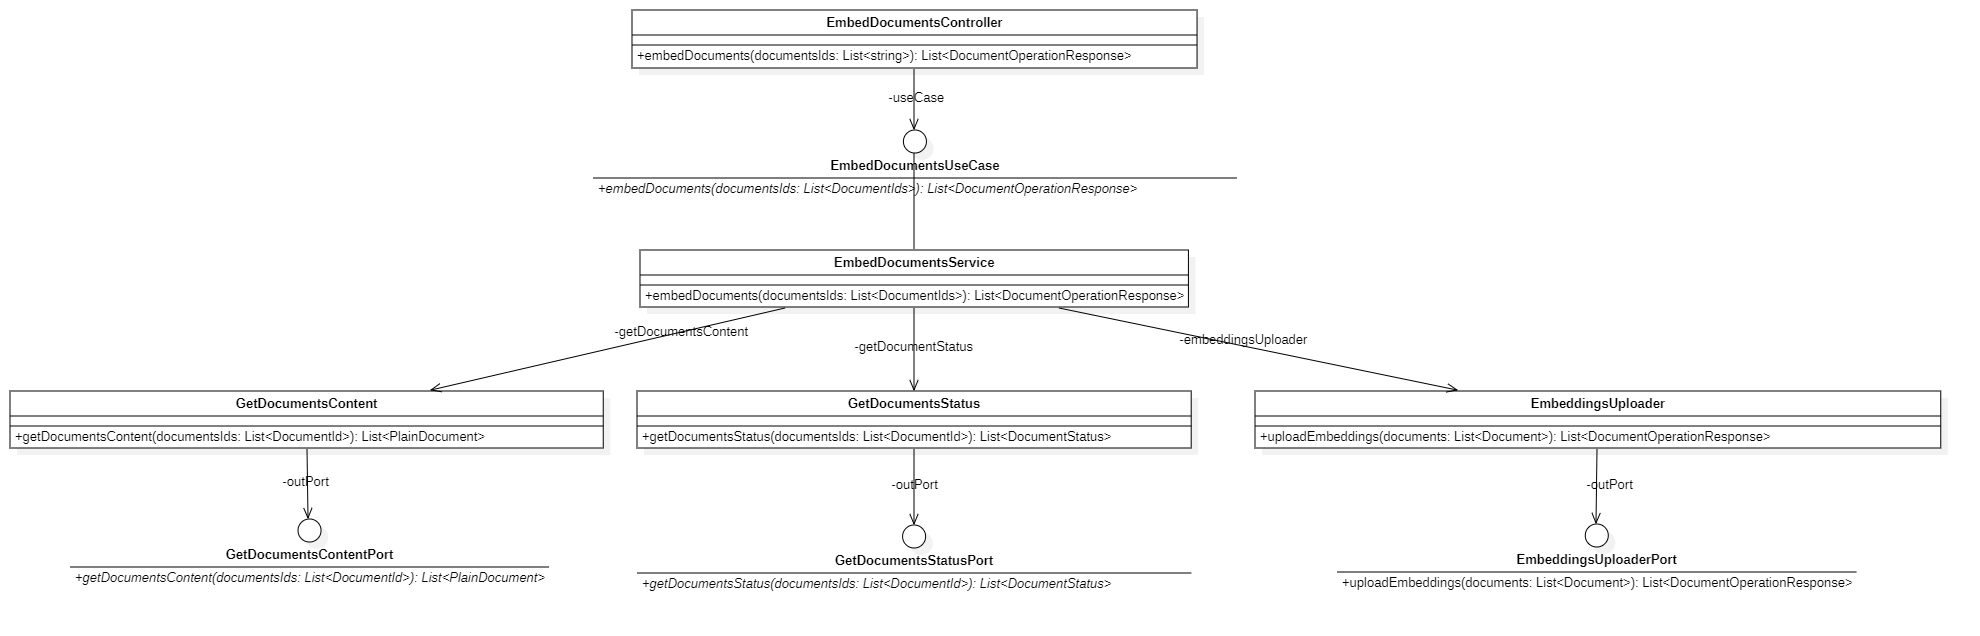 EmbedDocumentsController
+embedDocuments(documentsIds: List<string>): List<DocumentOperationResponse>
-useCase
EmbedDocumentsUseCase
+embedDocuments(documentsIds: List<DocumentIds>): List<DocumentOperationResponse>
EmbedDocumentsService
+embedDocuments(documentsIds: List<DocumentIds>): List<DocumentOperationResponse>
-getDocumentsContent
-getDocumentStatus
-embeddingsUploader
GetDocumentsContent
+getDocumentsContent(documentsIds: List<DocumentId>): List<PlainDocument>
GetDocumentsStatus
+getDocumentsStatus(documentsIds: List<DocumentId>): List<DocumentStatus>
EmbeddingsUploader
+uploadEmbeddings(documents: List<Document>): List<DocumentOperationResponse>
-outPort
-outPort
-outPort
GetDocumentsContentPort
+getDocumentsContent(documentsIds: List<DocumentId>): List<PlainDocument>
GetDocumentsStatusPort
+getDocumentsStatus(documentsIds: List<DocumentId>): List<DocumentStatus>
EmbeddingsUploaderPort
+uploadEmbeddings(documents: List<Document>): List<DocumentOperationResponse>